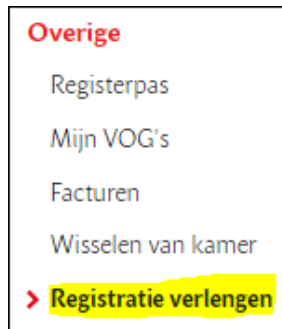 Overige
Registerpas
Mijn VOG's
Facturen
Wisselen van kamer
Registratie verlengen